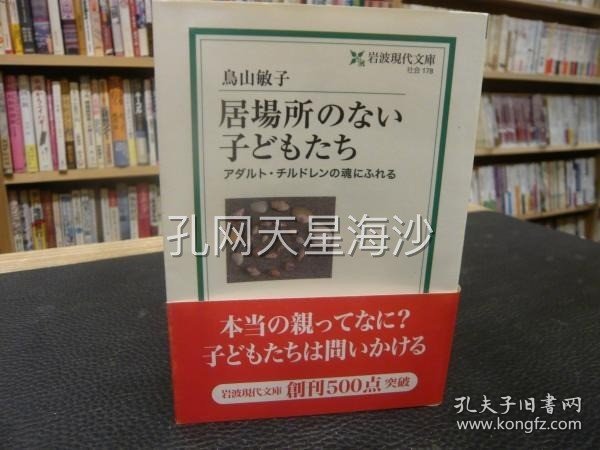 岩波現代文庫
社会 178
鳥山敏子
居場所のない
子どもたち
アダルト・チルドレンの魂にふれる
孔网天星海沙
本当の親ってなに?
子どもたちは問いかける
岩波現代文庫 創刊500点 突破
孔夫子旧书网
www.kongfz.com